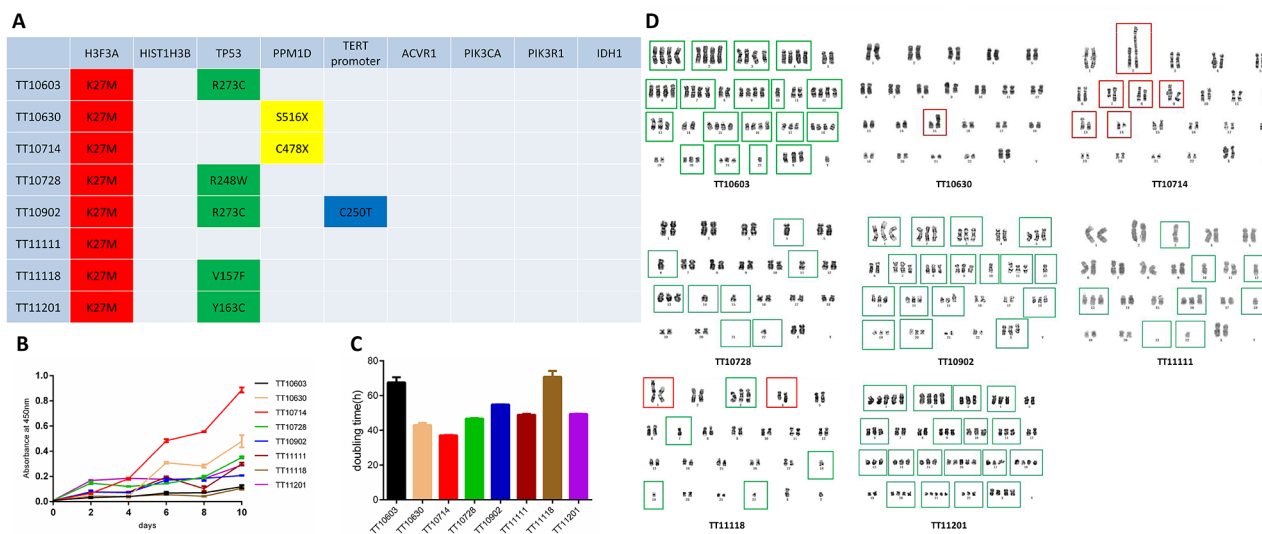 A
H3F3A HIST1H3B TP53 PPM1D TERT promoter ACVR1 PIK3CA PIK3R1 IDH1
TT10603 K27M R273C
TT10630 K27M S516X
TT10714 K27M C478X
TT10728 K27M R248W
TT10902 K27M R273C C250T
TT11111 K27M
TT11118 K27M V157F
TT11201 K27M Y163C
B
Absorbance at 450nm
1.0
0.8
0.6
0.4
0.2
0.0
0 2 4 6 8 10
days
TT10603
TT10630
TT10714
TT10728
TT10902
TT11111
TT11118
TT11201
C
doubling time(h)
80
60
40
20
0
TT10603 TT10630 TT10714 TT10728 TT10902 TT11111 TT11118 TT11201
D
TT10603 TT10630 TT10714
TT10728 TT10902 TT11111
TT11118 TT11201